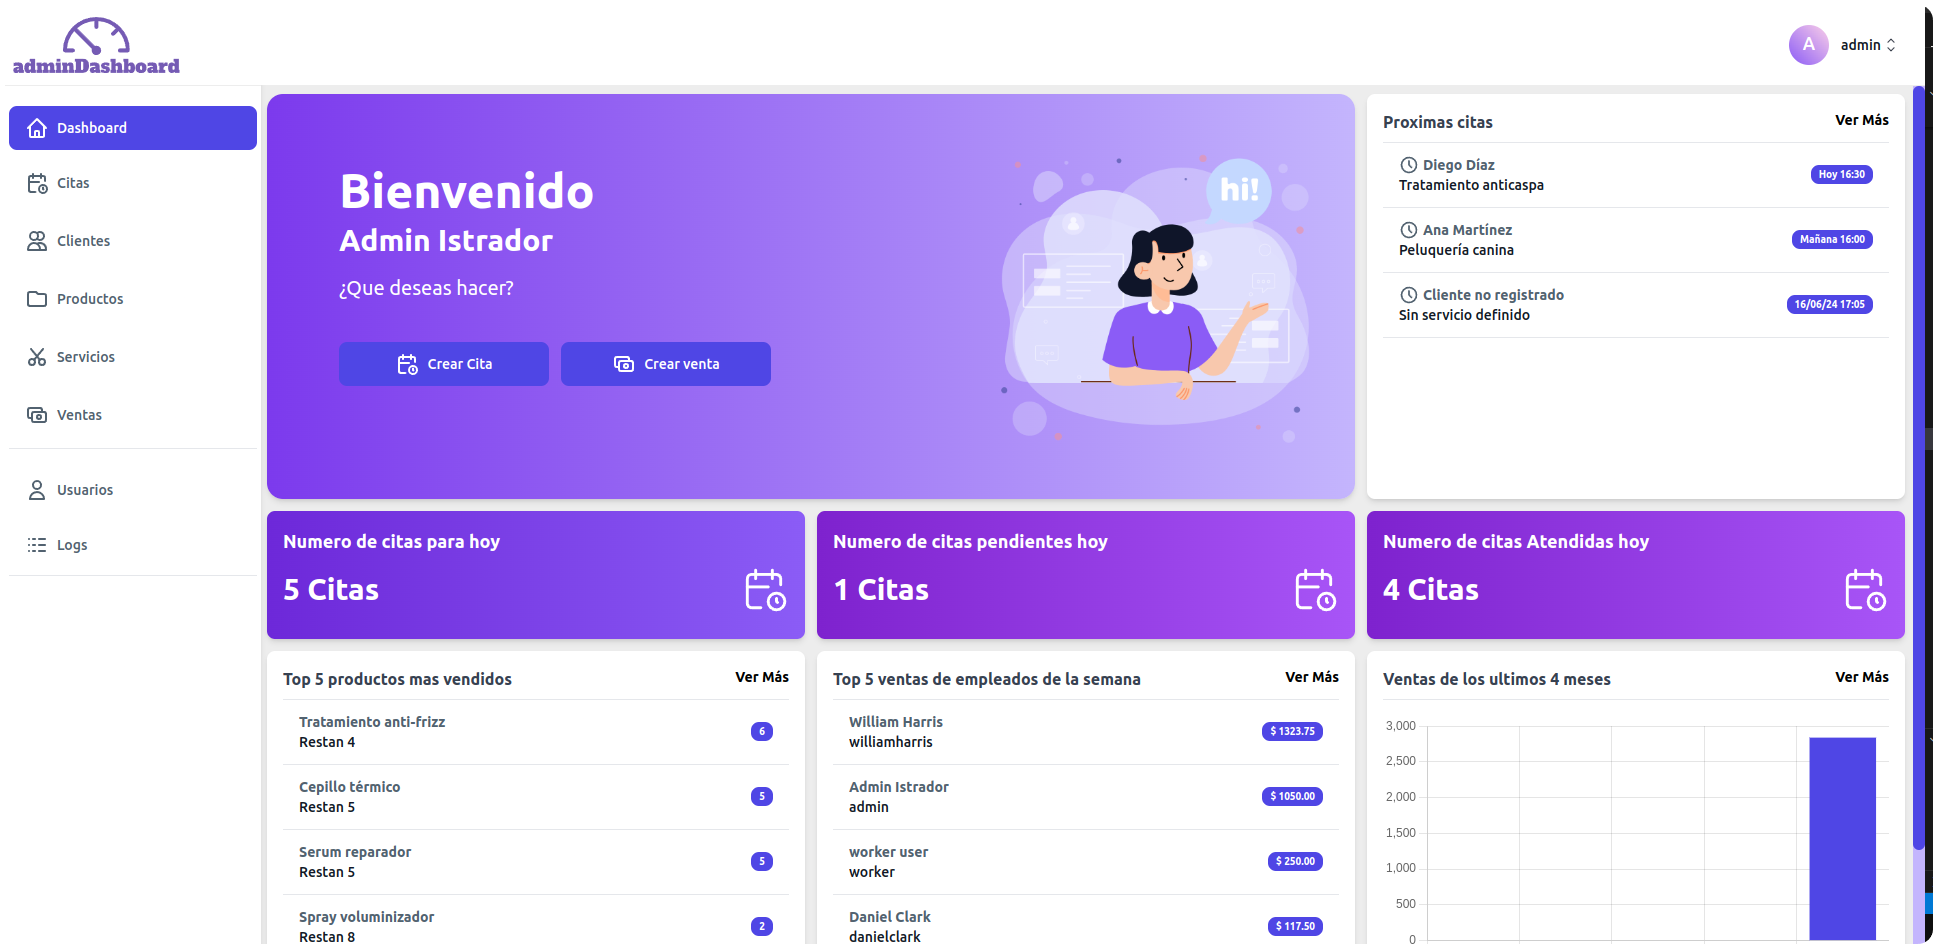 adminDashboard
A
admin
Dashboard
Citas
Clientes
Productos
Servicios
Ventas
Usuarios
Logs
Bienvenido
Admin Istrador
¿Que deseas hacer?
Crear Cita
Crear venta
hi!
Proximas citas
Ver Más
Diego Díaz
Tratamiento anticaspa
Hoy 16:30
Ana Martínez
Peluquería canina
Mañana 16:00
Cliente no registrado
Sin servicio definido
16/06/24 17:05
Numero de citas para hoy
5 Citas
Numero de citas pendientes hoy
1 Citas
Numero de citas Atendidas hoy
4 Citas
Top 5 productos mas vendidos
Ver Más
Tratamiento anti-frizz
Restan 4
6
Cepillo térmico
Restan 5
5
Serum reparador
Restan 5
5
Spray voluminizador
Restan 8
2
Top 5 ventas de empleados de la semana
Ver Más
William Harris
williamharris
$ 1323.75
Admin Istrador
admin
$ 1050.00
worker user
worker
$ 250.00
Daniel Clark
danielclark
$ 117.50
Ventas de los ultimos 4 meses
Ver Más
3,000
2,500
2,000
1,500
1,000
500
0